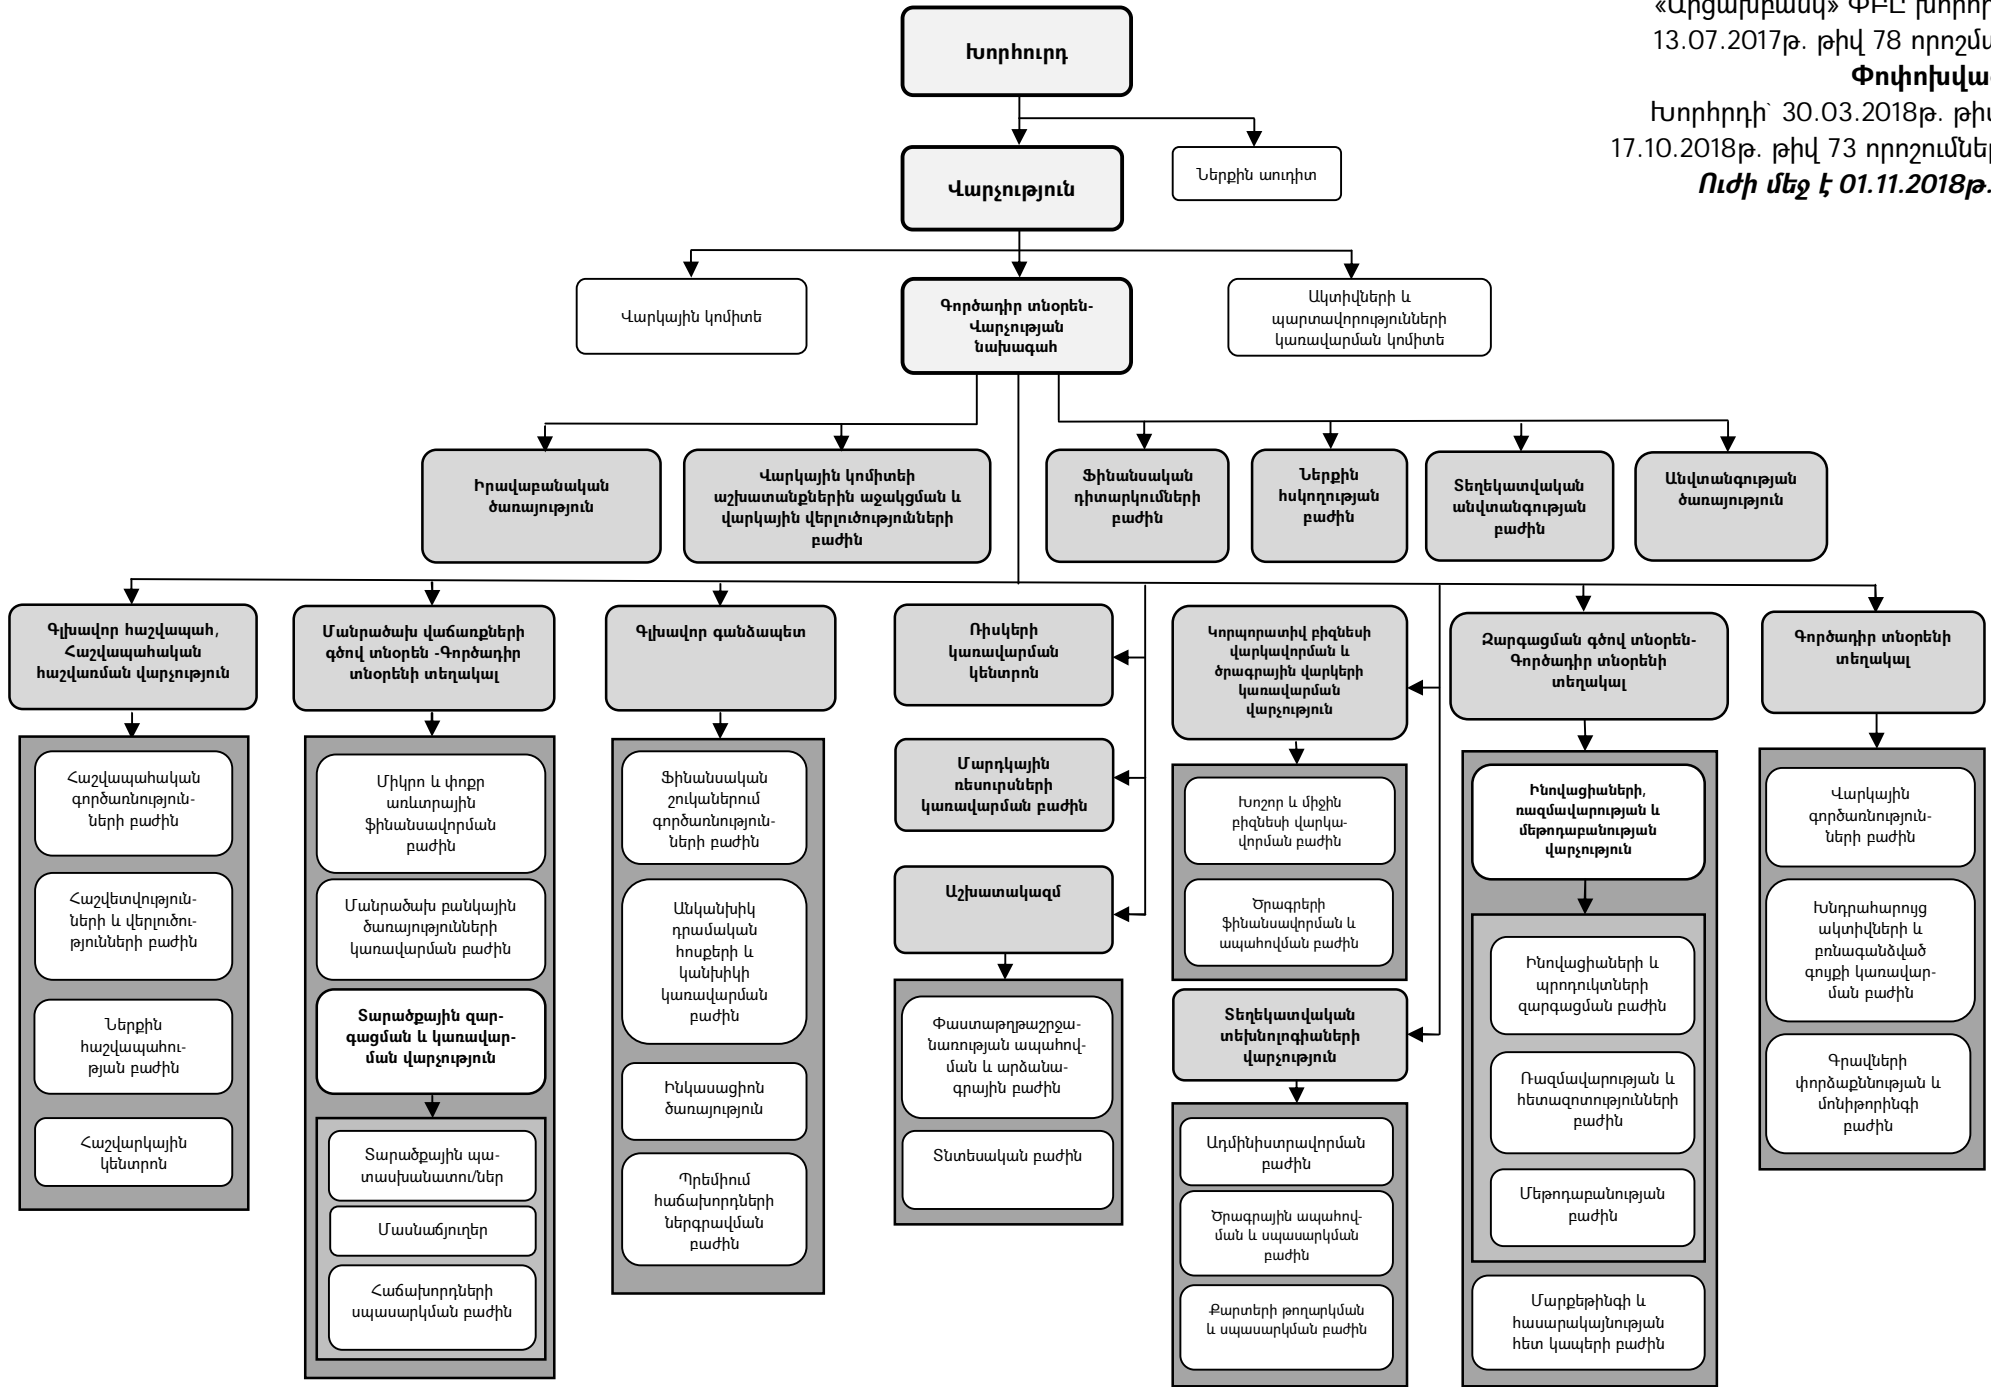 «Արցախբանկ» ՓԲԸ
13.07.2017թ. թիվ 78
Խորհրդի՝ 30.03.2018թ.
17.10.2018թ. թիվ 73
Ուժի մեջ է 01.11.2018թ.
Խորհուրդ
Վարչություն
Ներքին աուդիտ
Վարկային կոմիտե
Գործադիր տնօրեն-
Վարչության
նախագահ
Ակտիվների և
պարտավորությունների
կառավարման կոմիտե
Իրավաբանական
ծառայություն
Վարկային կոմիտեի
աշխատանքներին աջակցման և
վարկային վերլուծությունների
բաժին
Ֆինանսական
դիտարկումների
բաժին
Ներքին
հսկողության
բաժին
Տեղեկատվական
անվտանգության
բաժին
Անվտանգության
ծառայություն
Գլխավոր հաշվապահ,
Հաշվապահական
հաշվառման վարչություն
Հաշվապահական
գործառնություն-
ների բաժին
Հաշվետվություն-
ների և վերլուծու-
թյունների բաժին
Ներքին
հաշվապահու-
թյան բաժին
Հաշվարկային
կենտրոն
Մանրածախ վաճառքների
գծով տնօրեն -Գործադիր
տնօրենի տեղակալ
Միկրո և փոքր
առևտրային
ֆինանսավորման
բաժին
Մանրածախ բանկային
ծառայությունների
կառավարման բաժին
Տարածքային զար-
գացման և կառավար-
ման վարչություն
Տարածքային պա-
տասխանատու/ներ
Մասնաճյուղեր
Հաճախորդների
սպասարկման բաժին
Գլխավոր գանձապետ
Ֆինանսական
շուկաներում
գործառնություն-
ների բաժին
Անկանխիկ
դրամական
հոսքերի և
կանխիկի
կառավարման
բաժին
Ինկասացիոն
ծառայություն
Պրեմիում
հաճախորդների
ներգրավման
բաժին
Ռիսկերի
կառավարման
կենտրոն
Մարդկային
ռեսուրսների
կառավարման բաժին
Աշխատակազմ
Փաստաթղթաշրջա-
նառության ապահով-
ման և արձանա-
գրային բաժին
Տնտեսական բաժին
Կորպորատիվ բիզնեսի
վարկավորման և
ծրագրային վարկերի
կառավարման
վարչություն
Խոշոր և միջին
բիզնեսի վարկա-
վորման բաժին
Ծրագրերի
ֆինանսավորման և
ապահովման բաժին
Տեղեկատվական
տեխնոլոգիաների
վարչություն
Ադմինիստրավորման
բաժին
Ծրագրային ապահով-
ման և սպասարկման
բաժին
Քարտերի թողարկման
և սպասարկման բաժին
Զարգացման գծով տնօրեն-
Գործադիր տնօրենի
տեղակալ
Ինովացիաների,
ռազմավարության և
մեթոդաբանության
վարչություն
Ինովացիաների և
պրոդուկտների
զարգացման բաժին
Ռազմավարության և
հետազոտությունների
բաժին
Մեթոդաբանության
բաժին
Մարքեթինգի և
հասարակայնության
հետ կապերի բաժին
Գործադիր տնօրենի
տեղակալ
Վարկային
գործառնություն-
ների բաժին
Խնդրահարույց
ակտիվների և
բռնագանձված
գույքի կառավար-
ման բաժին
Գրավների
փորձաքննության և
մոնիթորինգի
բաժին